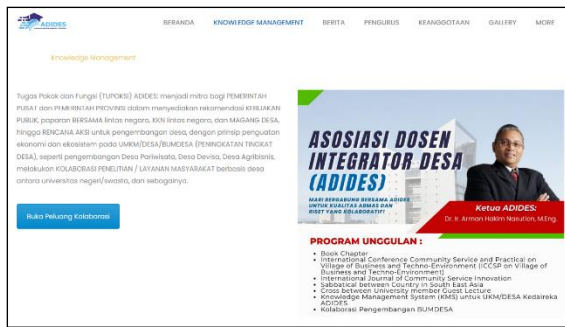 ADIDES
BERANDA KNOWLEDGE MANAGEMENT BERITA PENGURUS KEANGGOTAAN GALLERY MORE
Knowledge Management
Tugas Pokok dan Fungsi (TUPOKSI) ADIDES: menjadi mitra bagi PEMERINTAH
PUSAT dan PEMERINTAH PROVINSI dalam menyediakan rekomendasi KEBIJAKAN
PUBLIK, paparan BERSAMA lintas negara, KKN lintas negara, dan MAGANG DESA,
hingga RENCANA AKSI untuk pengembangan desa, dengan prinsip penguatan
ekonomi dan ekosistem pada UMKM/DESA/BUMDESA (PENINGKATAN TINGKAT
DESA), seperti pengembangan Desa Pariwisata, Desa Devisa, Desa Agribisnis,
melakukan KOLABORASI PENELITIAN / LAYANAN MASYARAKAT berbasis desa
antara universitas negeri/swasta, dan sebagainya.
Buka Peluang Kolaborasi
ASOSIASI DOSEN
INTEGRATOR DESA
(ADIDES)
MARI BERGABUNG BERSAMA ADIDES
UNTUK KUALITAS ABMAS DAN
RISET YANG KOLABORATIF!
Ketua ADIDES:
Dr. Ir. Arman Hakim Nasution, M.Eng.
PROGRAM UNGGULAN :
• Book Chapter
• International Conference Community Service and Practical on
Village of Business and Techno-Environment (ICCSP on Village of
Business and Techno-Environment)
• International Journal of Community Service Innovation
• Sabbatical between Country in South East Asia
• Cross between University member Guest Lecture
• Knowledge Management System (KMS) untuk UKM/DESA Kedaireka
ADIDES
• Kolaborasi Pengembangan BUMDESA